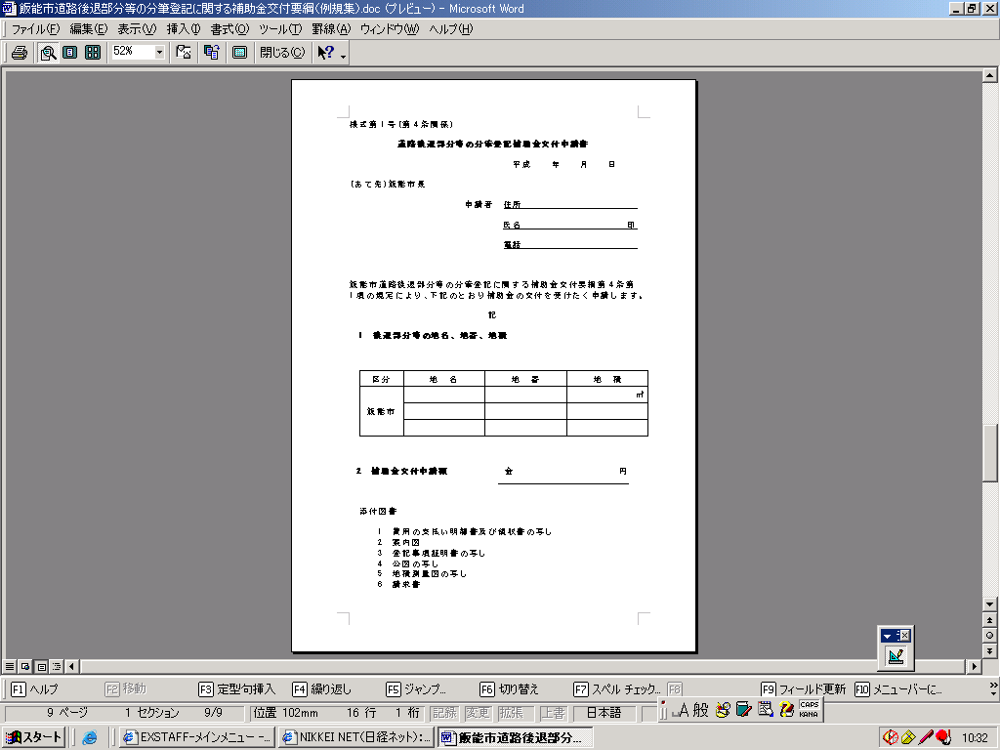 飯能市道路後退部分等の分筆登記に関する補助金交付要綱(例規集).doc (プレビュー) - Microsoft Word
ファイル(F) 編集(E) 表示(V) 挿入(I) 書式(O) ツール(T) 罫線(A) ウィンドウ(W) ヘルプ(H)
52% 閉じる(C)
様式第1号(第4条関係)
道路後退部分等の分筆登記補助金交付申請書
平成 年 月 日
(あて先)飯能市長
申請者 住所
氏名 印
電話
飯能市道路後退部分等の分筆登記に関する補助金交付要綱第4条第
1項の規定により、下記のとおり補助金の交付を受けたく申請します。
記
1 後退部分等の地名、地番、地積
区分 地 名 地 番 地 積
㎡
飯能市
2 補助金交付申請額 金 円
添付図書
1 費用の支払い明細書及び領収書の写し
2 案内図
3 登記事項証明書の写し
4 公図の写し
5 地積測量図の写し
6 請求書
F1 ヘルプ F2 移動 F3 定型句挿入 F4 繰り返し F5 ジャンプ... F6 切り替え F7 スペル チェック... F8 F9 フィールド更新 F10 メニューバーに...
9 ページ 1 セクション 9/9 位置 102mm 16 行 1 桁 記録 変更 拡張 上書 日本語
A 般 CAPS KANA
スタート EXSTAFF-メインメニュー -... NIKKEI NET(日経ネット):... 飯能市道路後退部分... 10:32